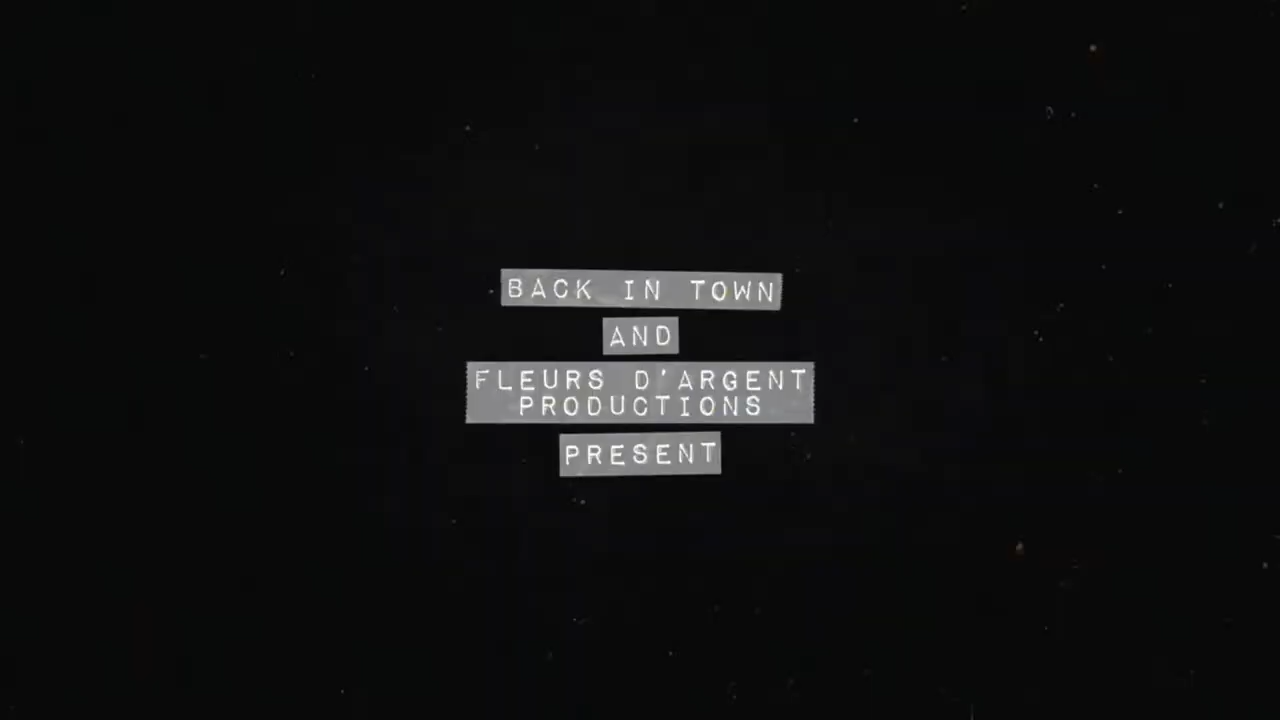 BACK IN TOWN
AND
FLEURS D'ARGENT
PRODUCTIONS
PRESENT